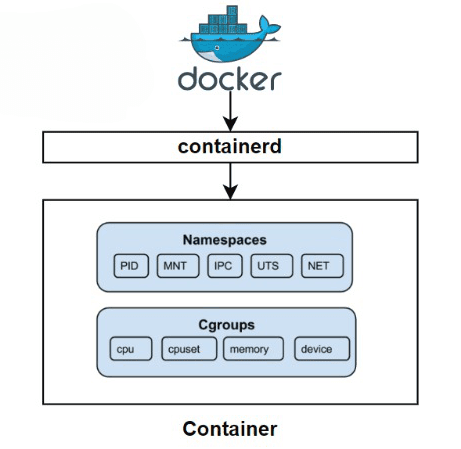 docker
containerd
Namespaces
PID MNT IPC UTS NET
Cgroups
cpu cpuset memory device
Container